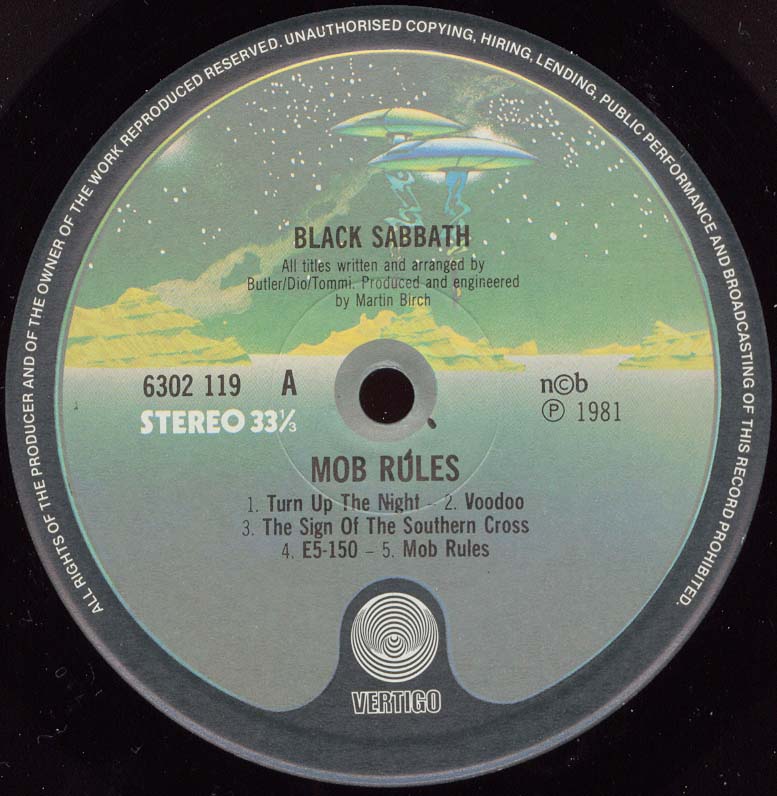 ALL RIGHTS OF THE PRODUCER AND OF THE OWNER OF THE WORK REPRODUCED RESERVED. UNAUTHORISED COPYING, HIRING, LENDING, PUBLIC PERFORMANCE AND BROADCASTING OF THIS RECORD PROHIBITED.
BLACK SABBATH
All titles written and arranged by
Butler/Dio/Tommi. Produced and engineered
by Martin Birch
6302 119 A
STEREO 33⅓
n©b
℗ 1981
MOB RULES
1. Turn Up The Night – 2. Voodoo
3. The Sign Of The Southern Cross
4. E5-150 – 5. Mob Rules
VERTIGO